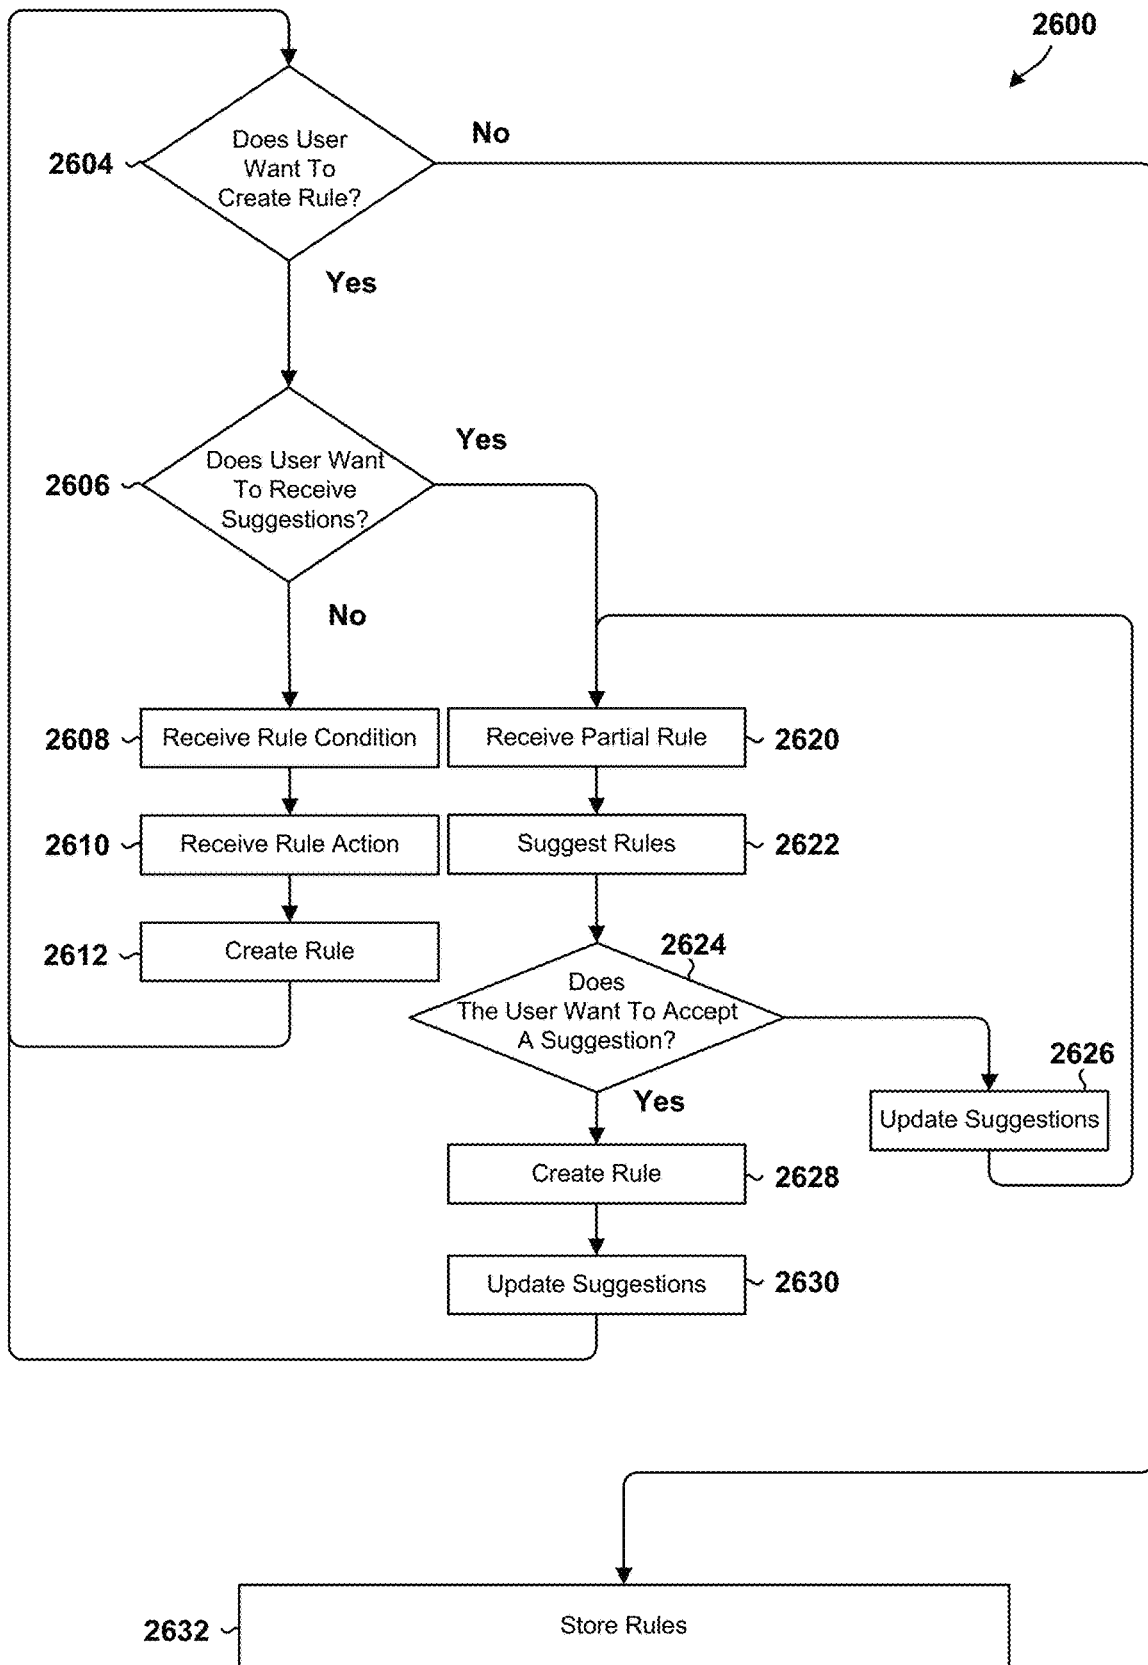 2600
Does User
Want To
Create Rule?
2604
No
Yes
Does User Want
To Receive
Suggestions?
2606
Yes
No
2608
Receive Rule Condition
Receive Partial Rule
2620
2610
Receive Rule Action
Suggest Rules
2622
2612
Create Rule
2624
Does
The User Want To Accept
A Suggestion?
2626
Update Suggestions
Yes
Create Rule
2628
Update Suggestions
2630
2632
Store Rules